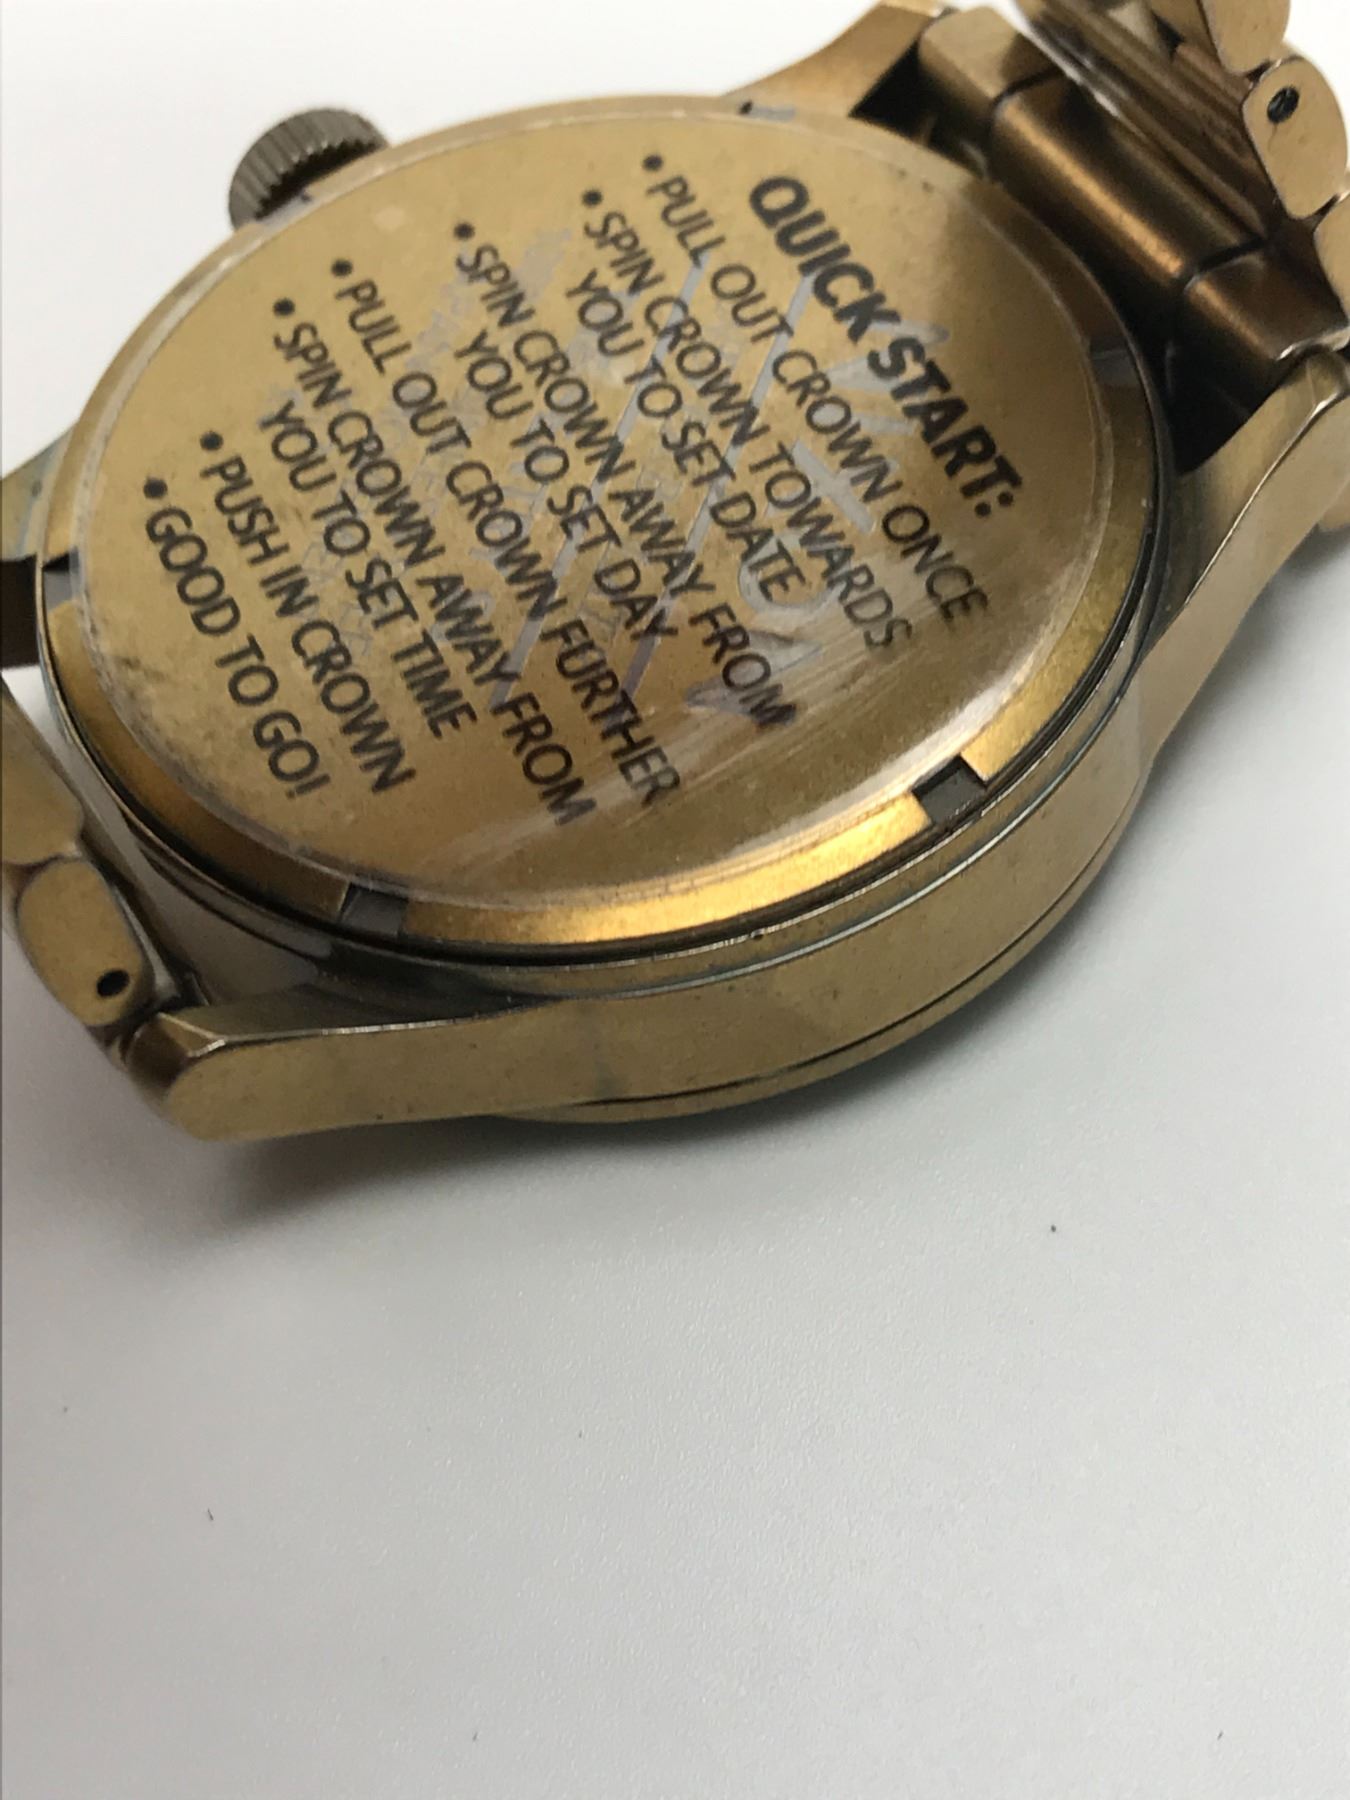 QUICK START:
• PULL OUT CROWN ONCE
• SPIN CROWN TOWARDS
YOU TO SET DATE
• SPIN CROWN AWAY FROM
YOU TO SET DAY
• PULL OUT CROWN FURTHER
• SPIN CROWN AWAY FROM
YOU TO SET TIME
• PUSH IN CROWN
• GOOD TO GO!